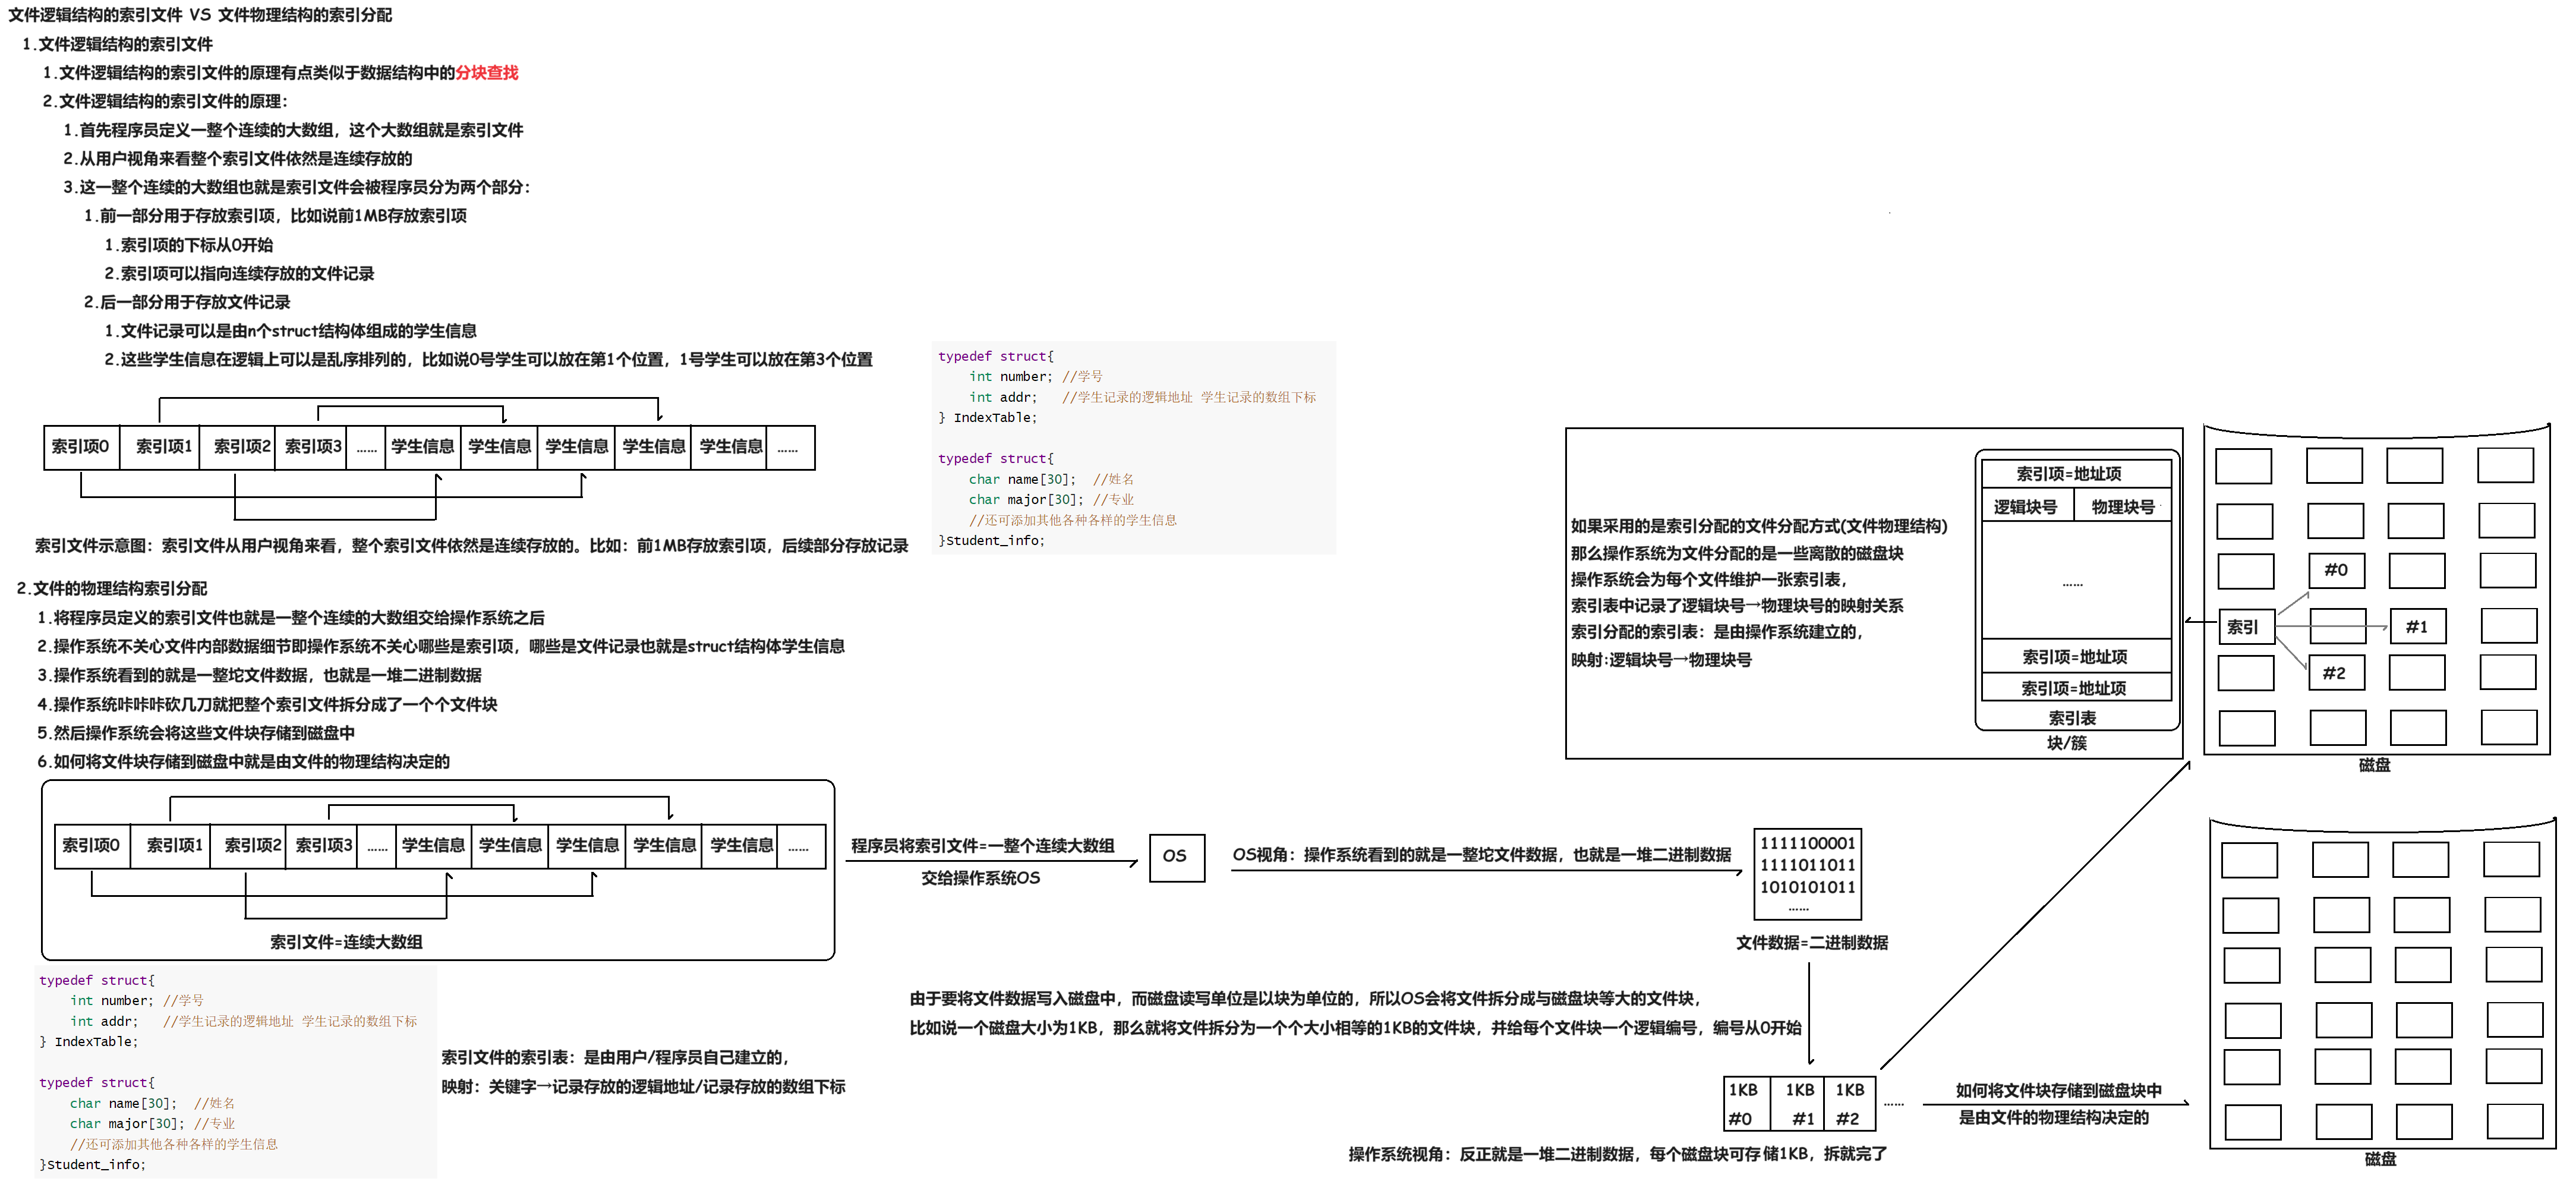 文件逻辑结构的索引文件 VS 文件物理结构的索引分配
1.文件逻辑结构的索引文件
1.文件逻辑结构的索引文件的原理有点类似于数据结构中的分块查找
2.文件逻辑结构的索引文件的原理：
1.首先程序员定义一整个连续的大数组，这个大数组就是索引文件
2.从用户视角来看整个索引文件依然是连续存放的
3.这一整个连续的大数组也就是索引文件会被程序员分为两个部分：
1.前一部分用于存放索引项，比如说前1MB存放索引项
1.索引项的下标从0开始
2.索引项可以指向连续存放的文件记录
2.后一部分用于存放文件记录
1.文件记录可以是由n个struct结构体组成的学生信息
2.这些学生信息在逻辑上可以是乱序排列的，比如说0号学生可以放在第1个位置，1号学生可以放在第3个位置
索引项0 索引项1 索引项2 索引项3 …… 学生信息 学生信息 学生信息 学生信息 学生信息 ……
索引文件示意图：索引文件从用户视角来看，整个索引文件依然是连续存放的。比如：前1MB存放索引项，后续部分存放记录
typedef struct{
int number; //学号
int addr; //学生记录的逻辑地址 学生记录的数组下标
} IndexTable;
typedef struct{
char name[30]; //姓名
char major[30]; //专业
//还可添加其他各种各样的学生信息
}Student_info;
2.文件的物理结构索引分配
1.将程序员定义的索引文件也就是一整个连续的大数组交给操作系统之后
2.操作系统不关心文件内部数据细节即操作系统不关心哪些是索引项，哪些是文件记录也就是struct结构体学生信息
3.操作系统看到的就是一整坨文件数据，也就是一堆二进制数据
4.操作系统咔咔咔砍几刀就把整个索引文件拆分成了一个个文件块
5.然后操作系统会将这些文件块存储到磁盘中
6.如何将文件块存储到磁盘中就是由文件的物理结构决定的
索引项0 索引项1 索引项2 索引项3 …… 学生信息 学生信息 学生信息 学生信息 学生信息 ……
索引文件=连续大数组
typedef struct{
int number; //学号
int addr; //学生记录的逻辑地址 学生记录的数组下标
} IndexTable;
typedef struct{
char name[30]; //姓名
char major[30]; //专业
//还可添加其他各种各样的学生信息
}Student_info;
索引文件的索引表：是由用户/程序员自己建立的，
映射：关键字→记录存放的逻辑地址/记录存放的数组下标
程序员将索引文件=一整个连续大数组
交给操作系统OS
OS
OS视角：操作系统看到的就是一整坨文件数据，也就是一堆二进制数据
1111100001
1111011011
1010101011
……
文件数据=二进制数据
由于要将文件数据写入磁盘中，而磁盘读写单位是以块为单位的，所以OS会将文件拆分成与磁盘块等大的文件块，
比如说一个磁盘大小为1KB，那么就将文件拆分为一个个大小相等的1KB的文件块，并给每个文件块一个逻辑编号，编号从0开始
1KB 1KB 1KB
#0 #1 #2
……
操作系统视角：反正就是一堆二进制数据，每个磁盘块可存储1KB，拆就完了
如何将文件块存储到磁盘块中
是由文件的物理结构决定的
如果采用的是索引分配的文件分配方式(文件物理结构)
那么操作系统为文件分配的是一些离散的磁盘块
操作系统会为每个文件维护一张索引表，
索引表中记录了逻辑块号→物理块号的映射关系
索引分配的索引表：是由操作系统建立的，
映射:逻辑块号→物理块号
索引项=地址项
逻辑块号 物理块号
……
索引项=地址项
索引项=地址项
索引表
块/簇
#0
索引
#1
#2
磁盘
磁盘